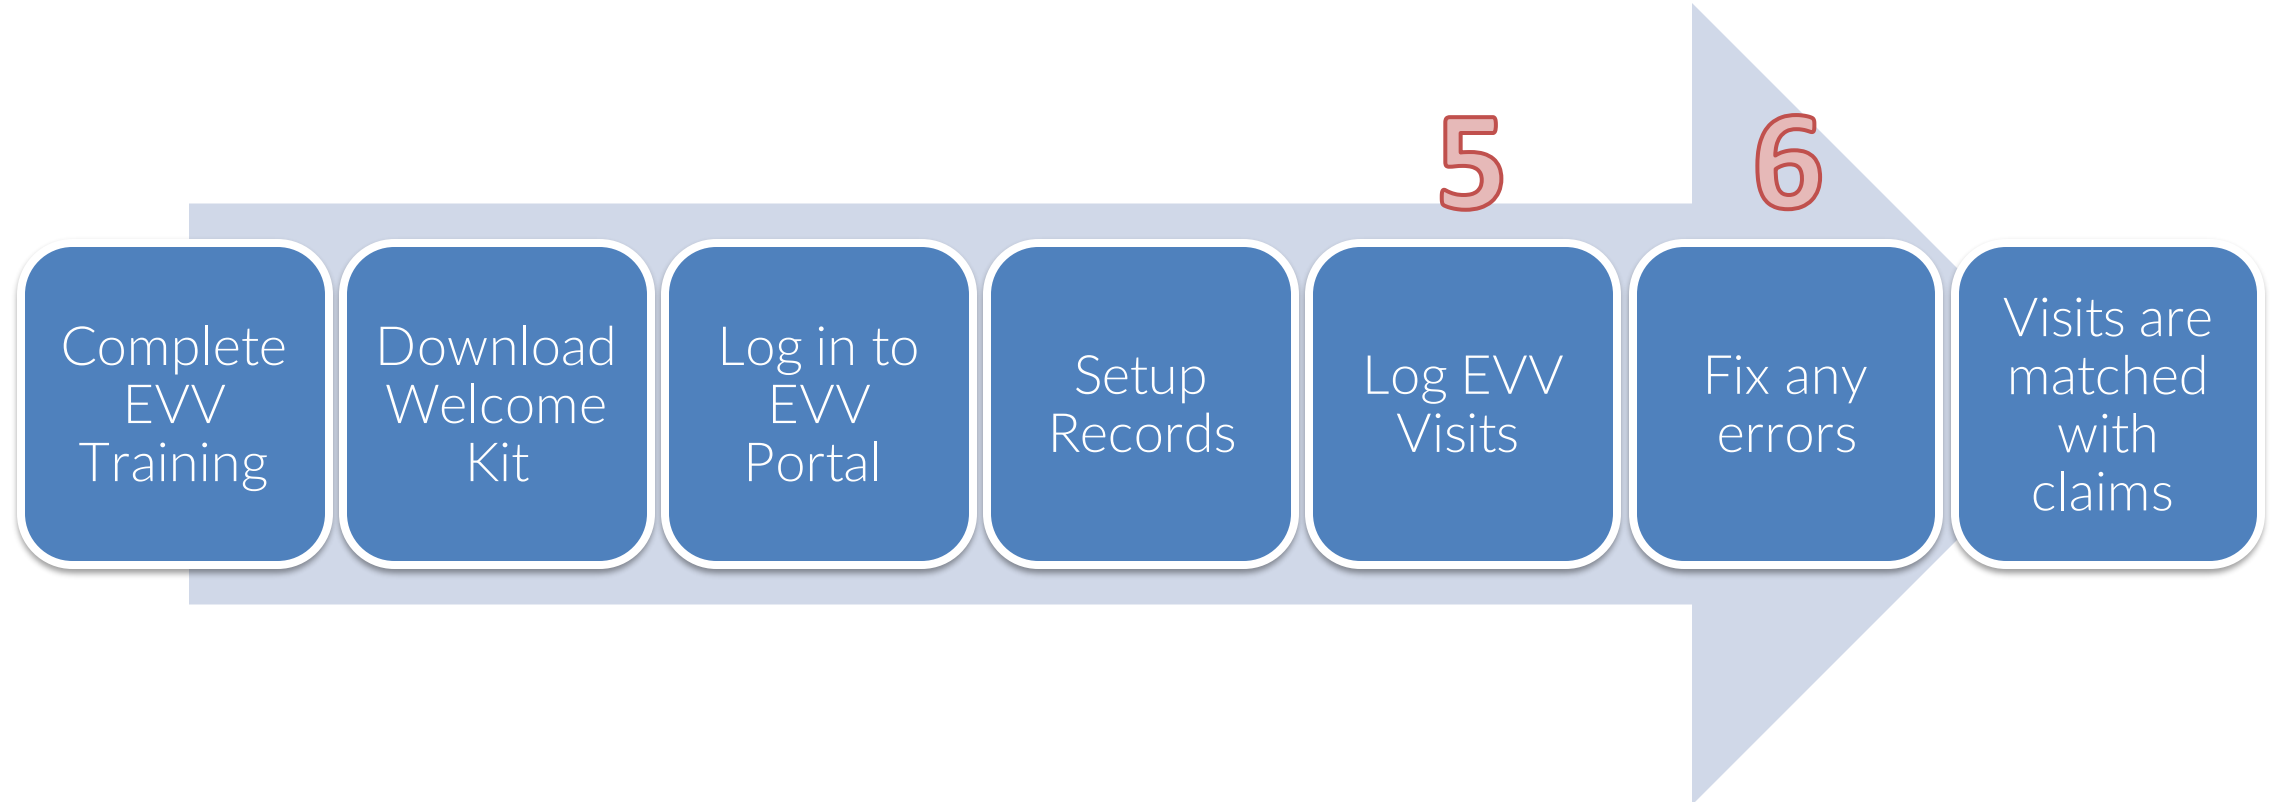 5
6
Complete
EVV
Training
Download
Welcome
Kit
Log in to
EVV
Portal
Setup
Records
Log EVV
Visits
Fix any
errors
Visits are
matched
with
claims